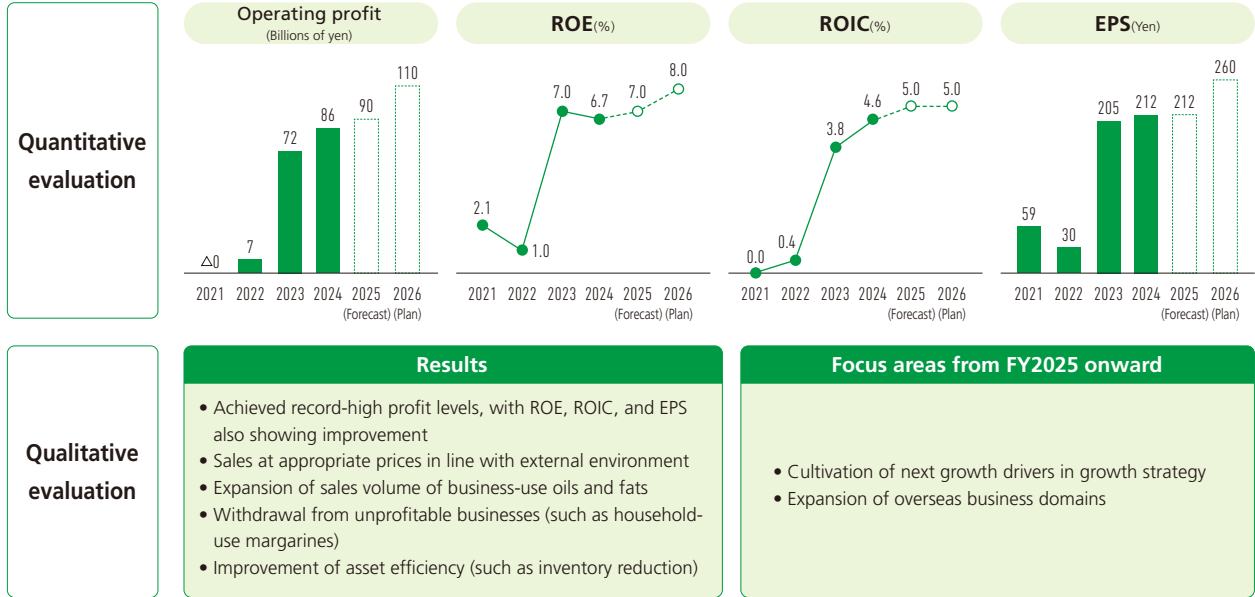 Operating profit
(Billions of yen)
ROE(%)
ROIC(%)
EPS(Yen)
Quantitative
evaluation
△0
7
72
86
90
110
2021 2022 2023 2024 2025 2026
(Forecast) (Plan)
2.1
1.0
7.0
6.7
7.0
8.0
2021 2022 2023 2024 2025 2026
(Forecast) (Plan)
0.0
0.4
3.8
4.6
5.0
5.0
2021 2022 2023 2024 2025 2026
(Forecast) (Plan)
59
30
205
212
212
260
2021 2022 2023 2024 2025 2026
(Forecast) (Plan)
Qualitative
evaluation
Results
• Achieved record-high profit levels, with ROE, ROIC, and EPS
also showing improvement
• Sales at appropriate prices in line with external environment
• Expansion of sales volume of business-use oils and fats
• Withdrawal from unprofitable businesses (such as household-
use margarines)
• Improvement of asset efficiency (such as inventory reduction)
Focus areas from FY2025 onward
• Cultivation of next growth drivers in growth strategy
• Expansion of overseas business domains